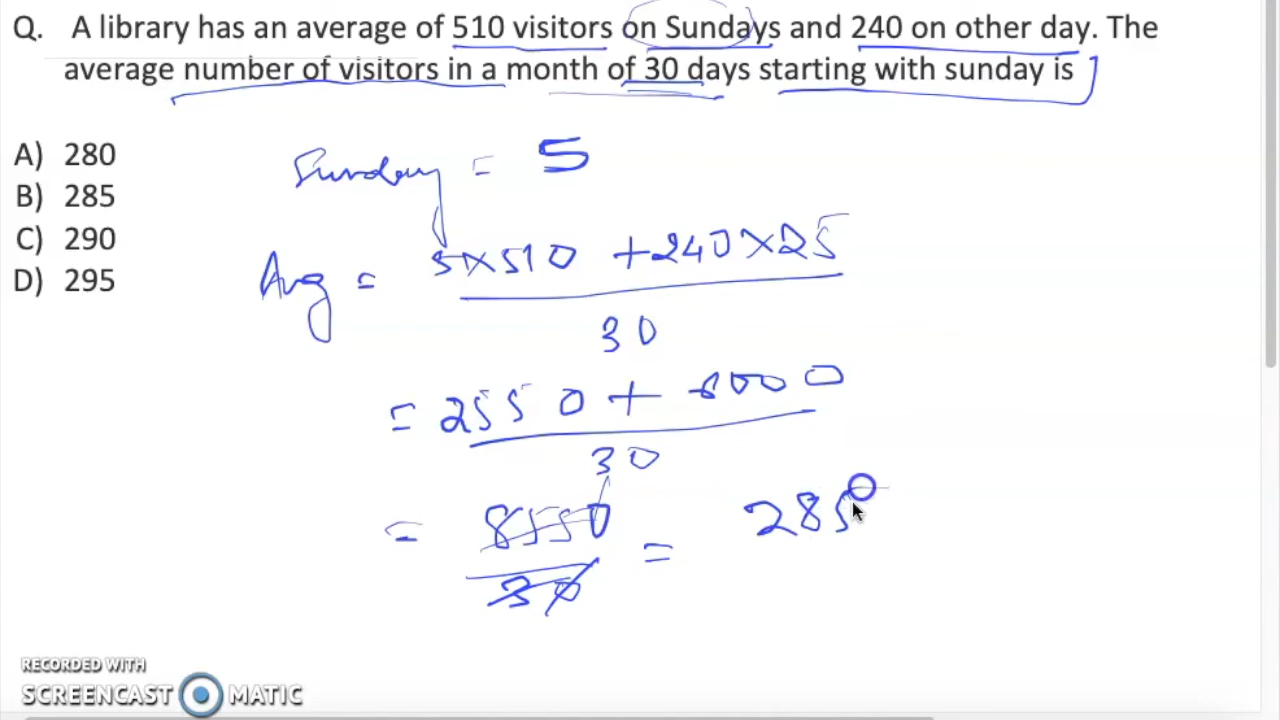 Q. A library has an average of 510 visitors on Sundays and 240 on other day. The
average number of visitors in a month of 30 days starting with sunday is
A) 280
B) 285
C) 290
D) 295
Sunday = 5
Avg = 5×510 + 240×25
30
= 2550 + 6000
30
= 8550
30
= 285
RECORDED WITH
SCREENCAST MATIC